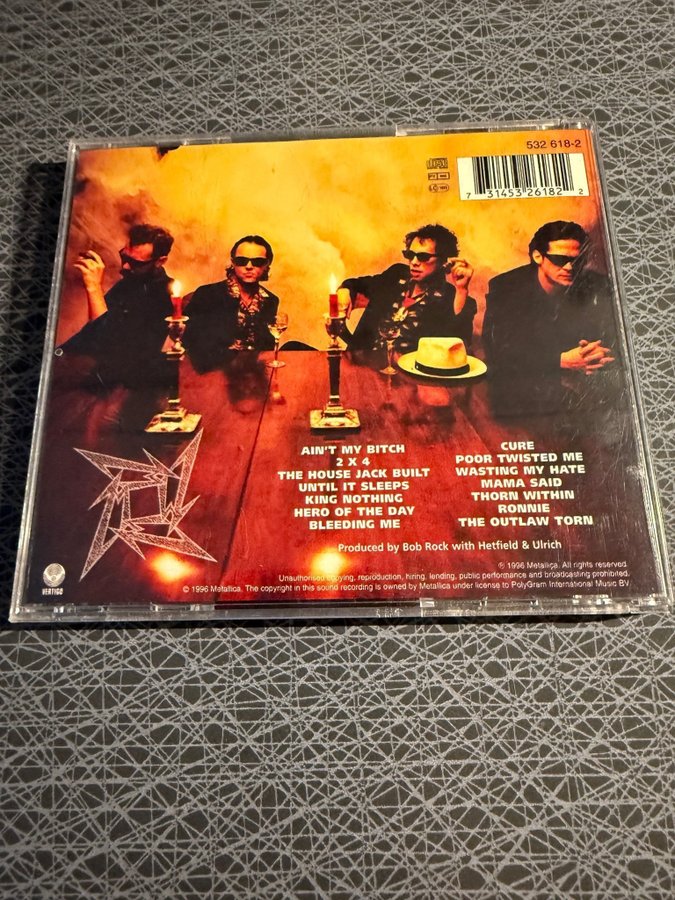 532 618-2
7 31453 26182 2
AIN'T MY BITCH
2 X 4
THE HOUSE JACK BUILT
UNTIL IT SLEEPS
KING NOTHING
HERO OF THE DAY
BLEEDING ME
CURE
POOR TWISTED ME
WASTING MY HATE
MAMA SAID
THORN WITHIN
RONNIE
THE OUTLAW TORN
Produced by Bob Rock with Hetfield & Ulrich
℗ 1996 Metallica. All rights reserved.
Unauthorised copying, reproduction, hiring, lending, public performance and broadcasting prohibited.
© 1996 Metallica. The copyright in this sound recording is owned by Metallica under license to PolyGram International Music BV
VERTIGO